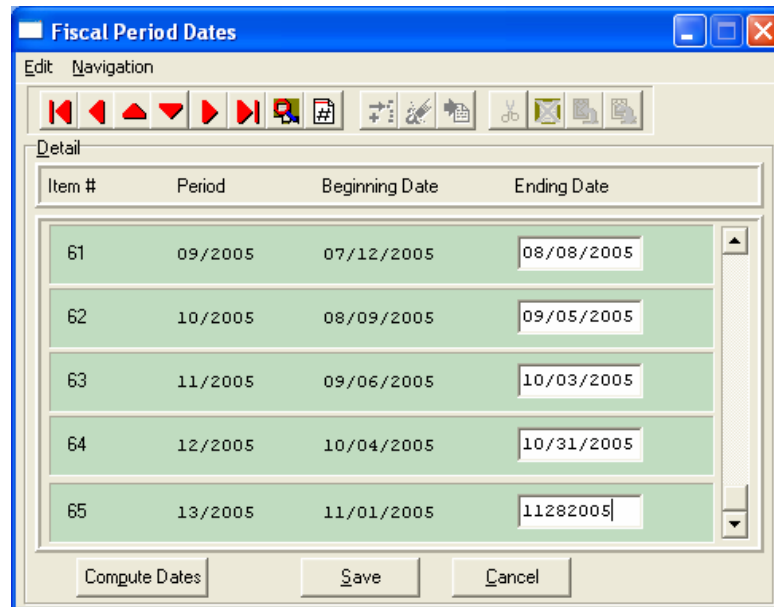 Fiscal Period Dates
Edit Navigation
Detail
Item # Period Beginning Date Ending Date
61 09/2005 07/12/2005 08/08/2005
62 10/2005 08/09/2005 09/05/2005
63 11/2005 09/06/2005 10/03/2005
64 12/2005 10/04/2005 10/31/2005
65 13/2005 11/01/2005 11282005
Compute Dates Save Cancel